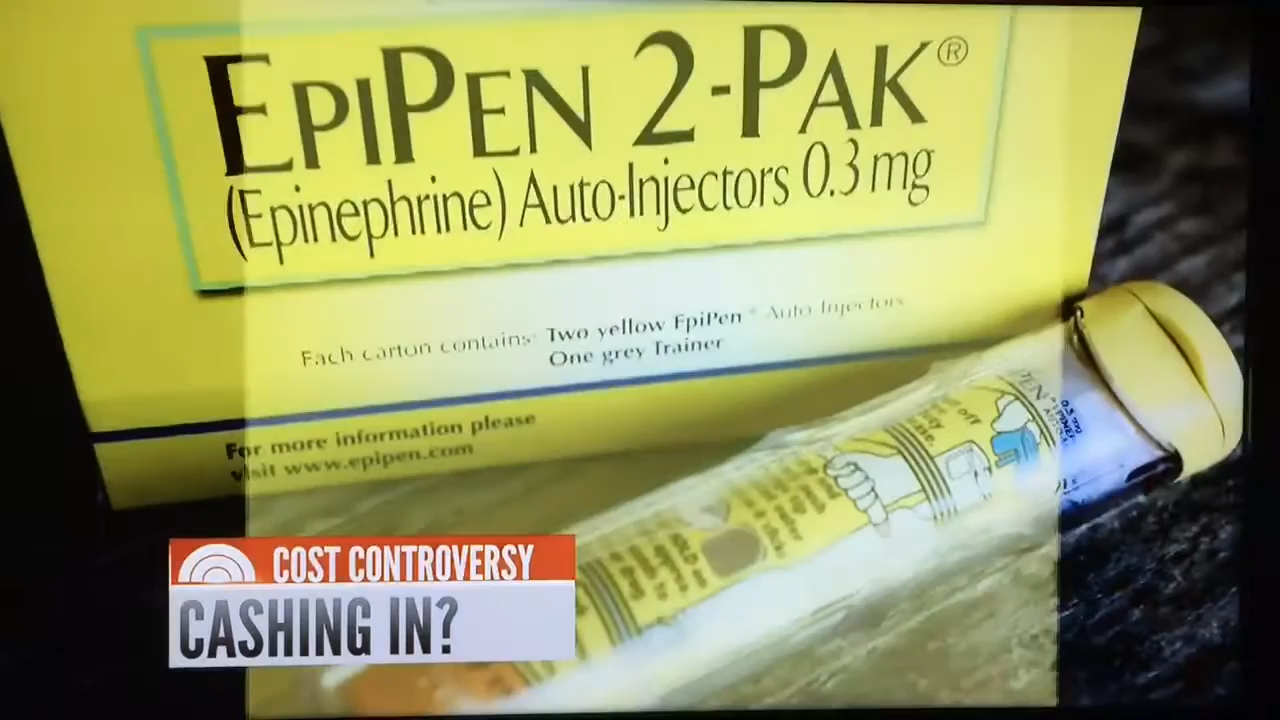 EPIPEN 2-PAK®
(Epinephrine) Auto-Injectors 0.3 mg
Each carton contains: Two yellow EpiPen® Auto-Injectors
One grey Trainer
For more information please
visit www.epipen.com
COST CONTROVERSY
CASHING IN?